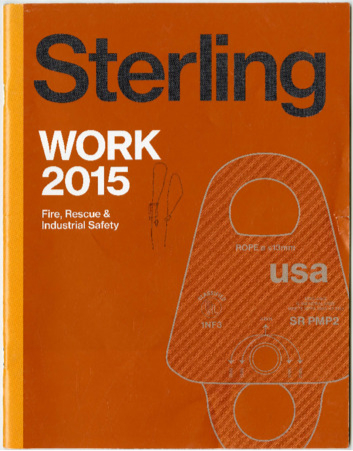 Sterling
WORK
2015
Fire, Rescue &
Industrial Safety
usa
SR PMP2